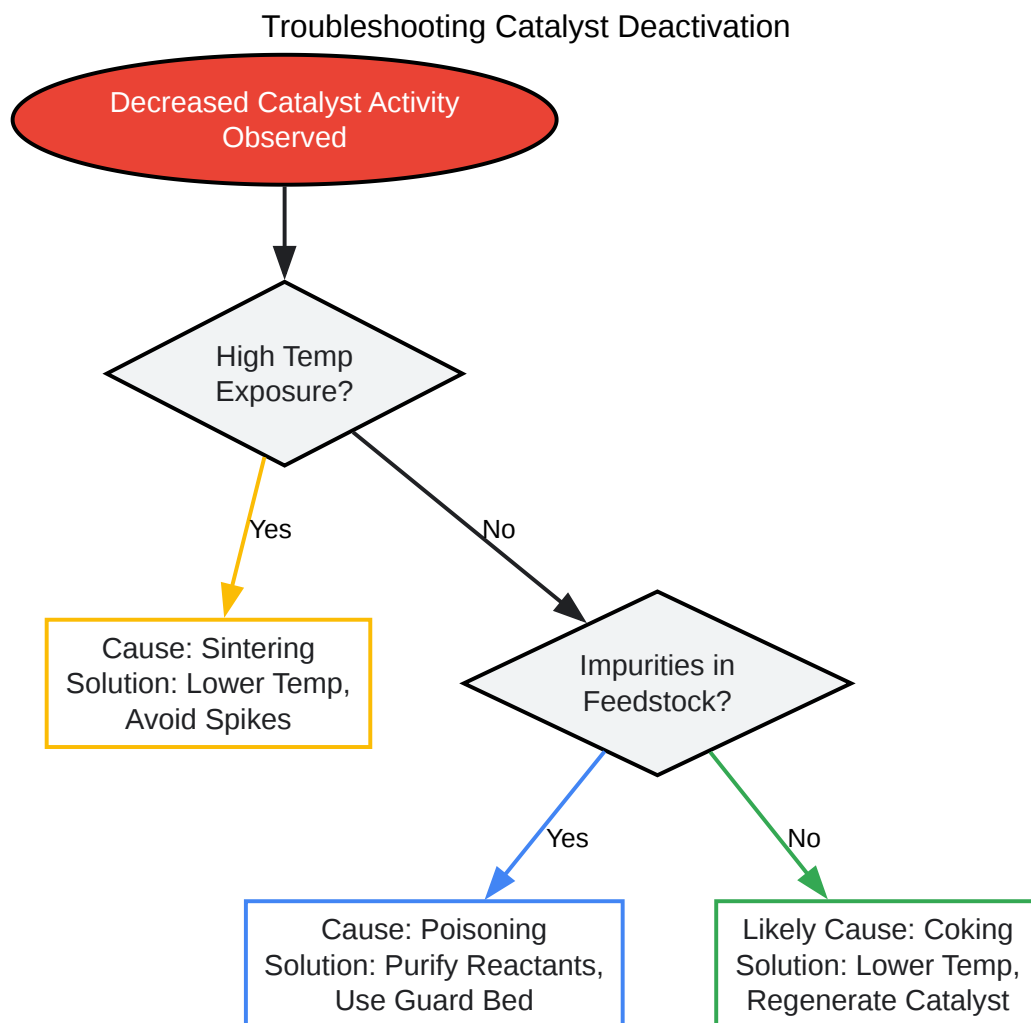 Troubleshooting Catalyst Deactivation
Decreased Catalyst Activity
Observed
High Temp
Exposure?
Yes
No
Cause: Sintering
Solution: Lower Temp,
Avoid Spikes
Impurities in
Feedstock?
Yes
No
Cause: Poisoning
Solution: Purify Reactants,
Use Guard Bed
Likely Cause: Coking
Solution: Lower Temp,
Regenerate Catalyst